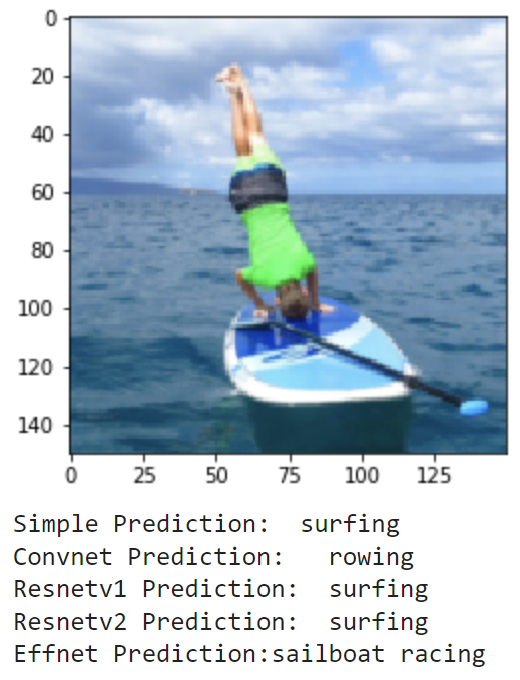 0
20
40
60
80
100
120
140
0 25 50 75 100 125
Simple Prediction: surfing
Convnet Prediction: rowing
Resnetv1 Prediction: surfing
Resnetv2 Prediction: surfing
Effnet Prediction:sailboat racing